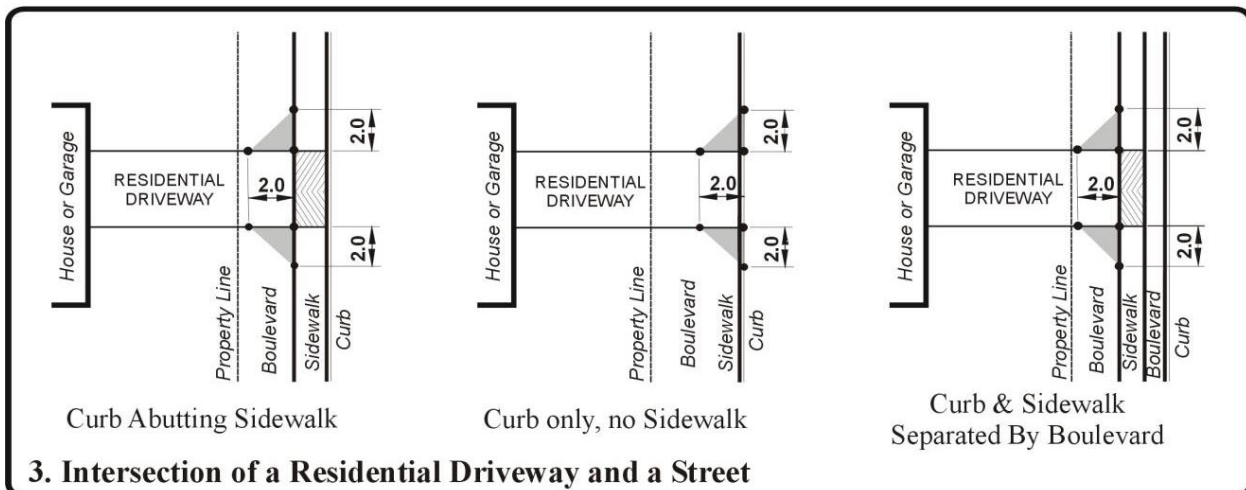 House or Garage
RESIDENTIAL
DRIVEWAY
2.0
2.0
2.0
Property Line
Boulevard
Sidewalk
Curb
Curb Abutting Sidewalk
House or Garage
RESIDENTIAL
DRIVEWAY
2.0
2.0
2.0
Property Line
Boulevard
Sidewalk
Curb
Curb only, no Sidewalk
House or Garage
RESIDENTIAL
DRIVEWAY
2.0
2.0
2.0
Property Line
Boulevard
Sidewalk
Boulevard
Curb
Curb & Sidewalk
Separated By Boulevard
3. Intersection of a Residential Driveway and a Street